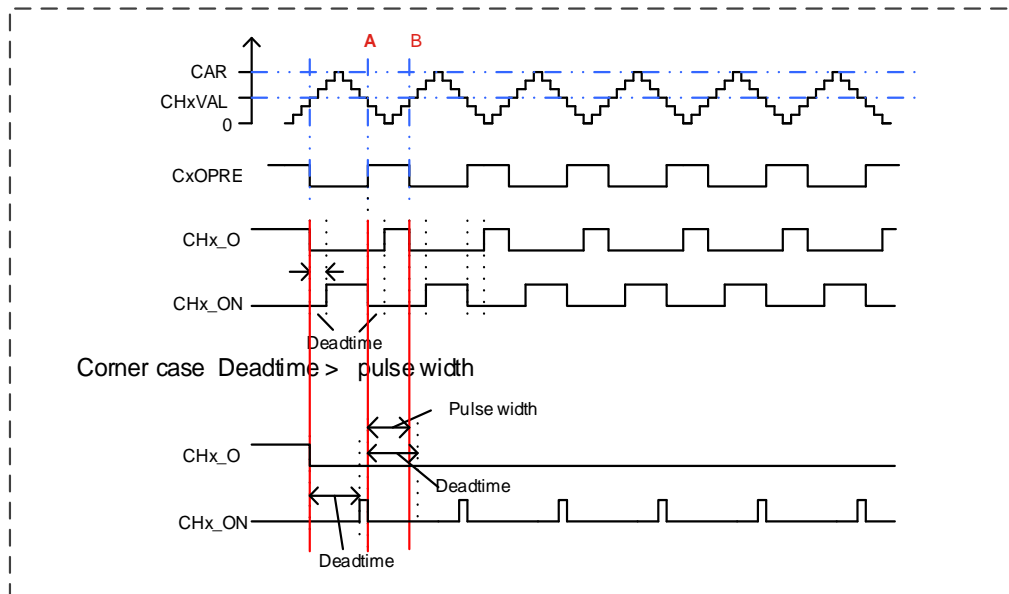 A B
CAR
CHxVAL
0
CxOPRE
CHx_O
CHx_ON
Deadtime
Corner case Deadtime > pulse width
Pulse width
CHx_O
Deadtime
CHx_ON
Deadtime